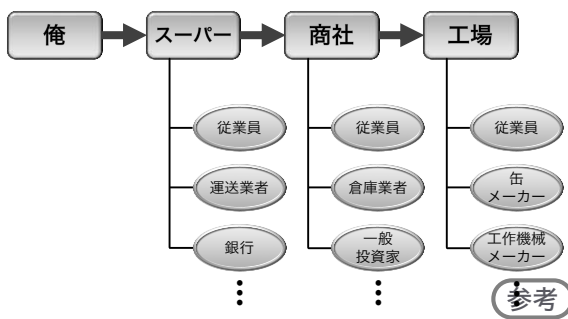 俺
スーパー
商社
工場
従業員
従業員
従業員
運送業者
倉庫業者
缶
メーカー
銀行
一般
投資家
工作機械
メーカー
参考